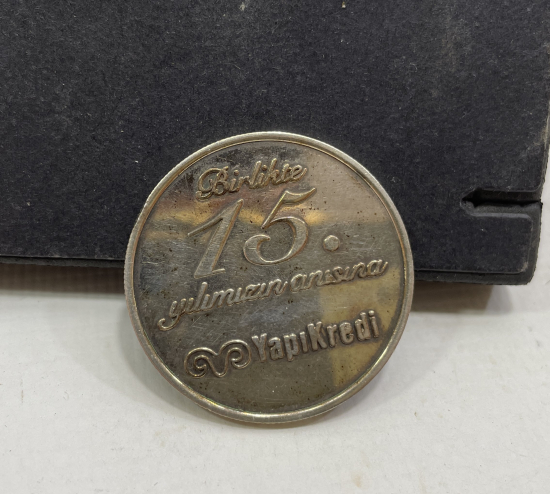 Birlikte
15.
yılımızın anısına
YapıKredi